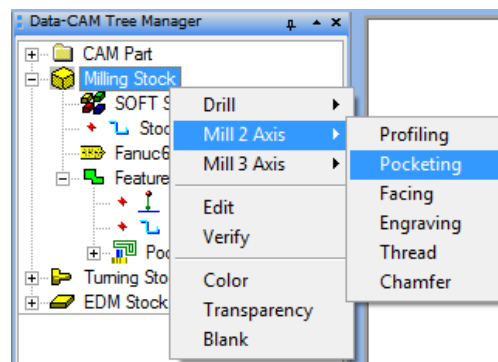 Data-CAM Tree Manager
CAM Part
Milling Stock
SOFT S
Stoc
Fanuc6
Feature
Poc
Turning Sto
EDM Stock
Drill
Mill 2 Axis
Mill 3 Axis
Edit
Verify
Color
Transparency
Blank
Profiling
Pocketing
Facing
Engraving
Thread
Chamfer